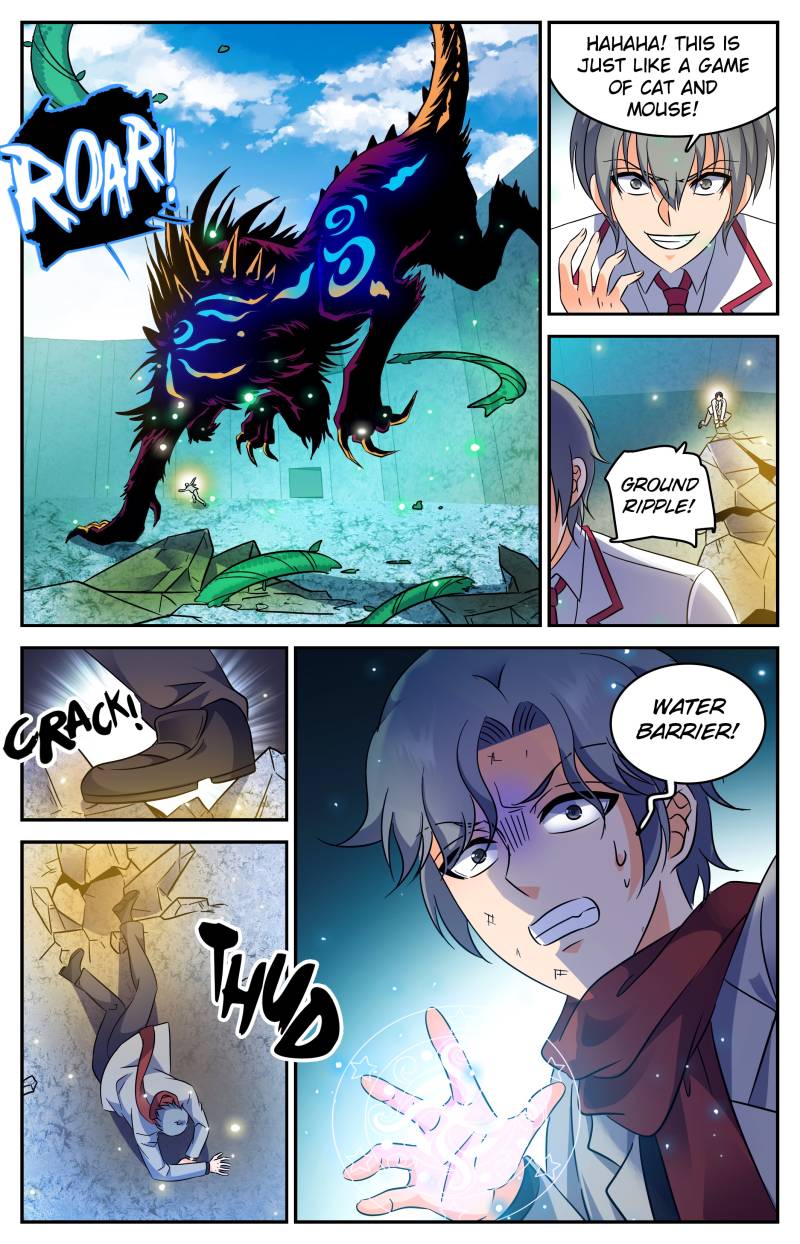 ROAR!
HAHAHA! THIS IS
JUST LIKE A GAME
OF CAT AND
MOUSE!
GROUND
RIPPLE!
CRACK!
WATER
BARRIER!
THUD